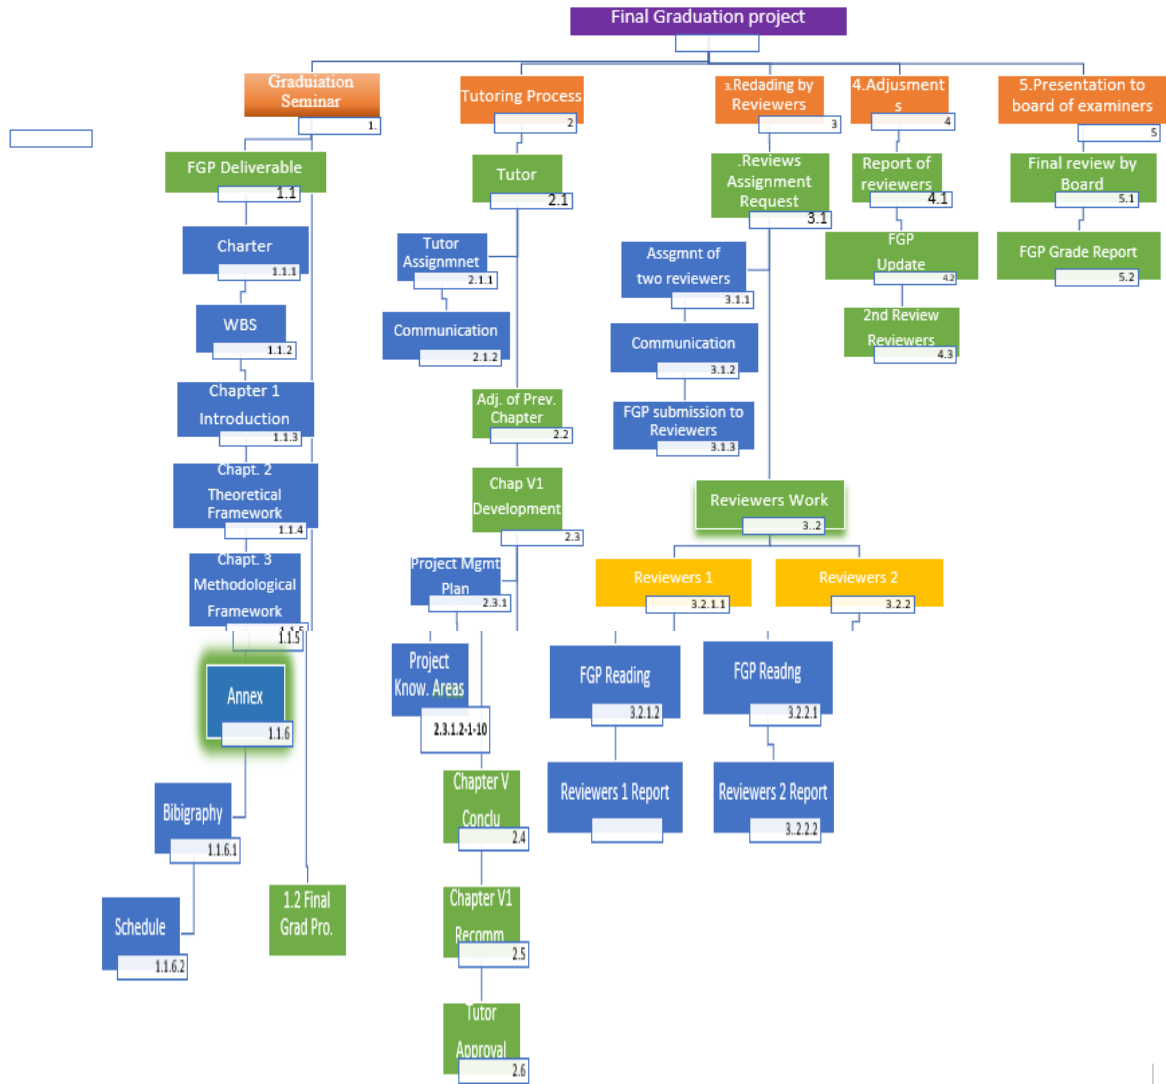 Final Graduation project
Graduiation
Seminar
1.
Tutoring Process
2
3.Redading by
Reviewers
3
4.Adjusment
s
4
5.Presentation to
board of examiners
5
FGP Deliverable
1.1
Charter
1.1.1
WBS
1.1.2
Chapter 1
Introduction
1.1.3
Chapt. 2
Theoretical
Framework
1.1.4
Chapt. 3
Methodological
Framework
1.1.5
1.1.5
Annex
1.1.6
Bibigraphy
1.1.6.1
Schedule
1.1.6.2
1.2 Final
Grad Pro.
Tutor
2.1
Tutor
Assignmnet
2.1.1
Communication
2.1.2
Adj. of Prev.
Chapter
2.2
Chap V1
Development
2.3
Project Mgmt
Plan
2.3.1
Project
Know. Areas
2.3.1.2-1-10
Chapter V
Conclu
2.4
Chapter V1
Recomm.
2.5
Tutor
Approval
2.6
.Reviews
Assignment
Request
3.1
Assgmnt of
two reviewers
3.1.1
Communication
3.1.2
FGP submission to
Reviewers
3.1.3
Reviewers Work
3..2
Reviewers 1
3.2.1.1
Reviewers 2
3.2.2
FGP Reading
3.2.1.2
FGP Readng
3.2.2.1
Reviewers 1 Report
Reviewers 2 Report
3..2.2.2
Report of
reviewers
4.1
FGP
Update
4.2
2nd Review
Reviewers
4.3
Final review by
Board
5.1
FGP Grade Report
5.2